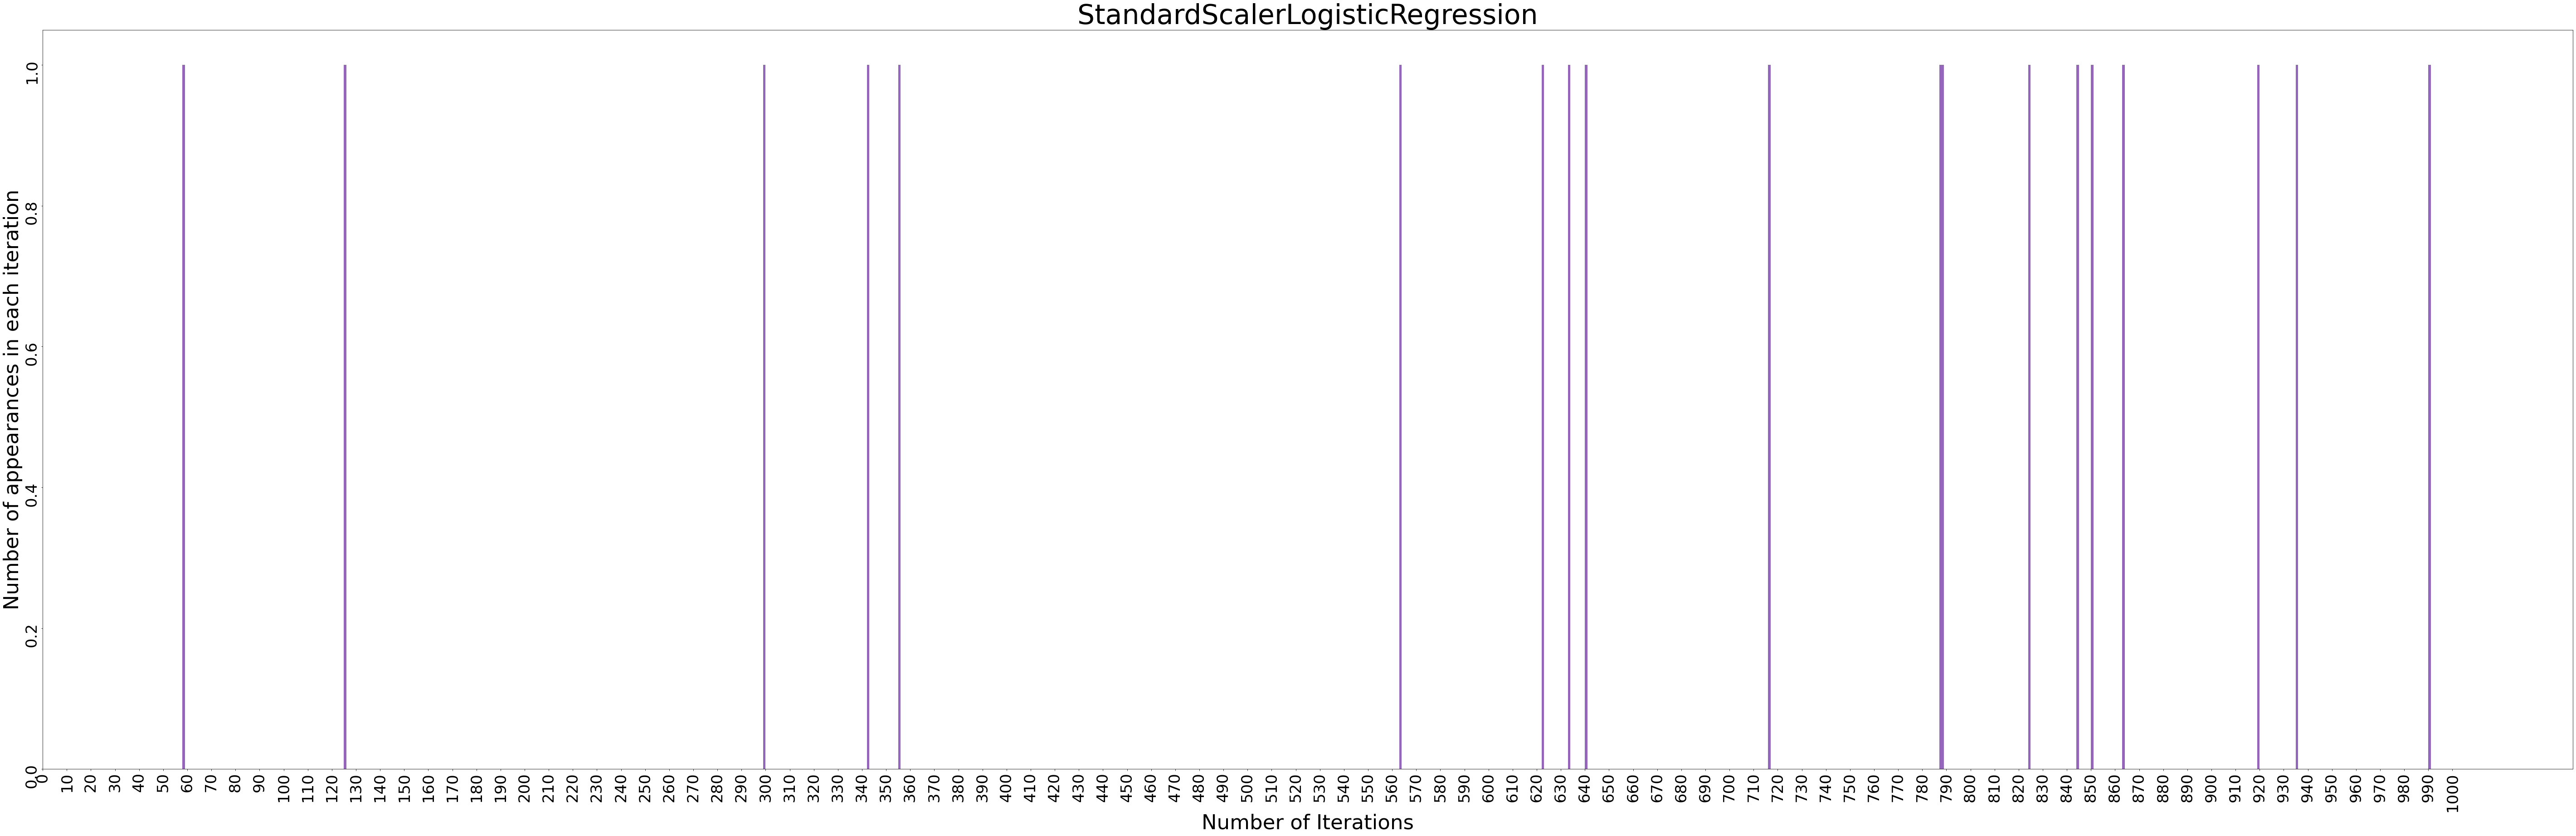 StandardScalerLogisticRegression
Number of appearances in each iteration
1.0
0.8
0.6
0.4
0.2
0.0
0 10 20 30 40 50 60 70 80 90 100 110 120 130 140 150 160 170 180 190 200 210 220 230 240 250 260 270 280 290 300 310 320 330 340 350 360 370 380 390 400 410 420 430 440 450 460 470 480 490 500 510 520 530 540 550 560 570 580 590 600 610 620 630 640 650 660 670 680 690 700 710 720 730 740 750 760 770 780 790 800 810 820 830 840 850 860 870 880 890 900 910 920 930 940 950 960 970 980 990 1000
Number of Iterations